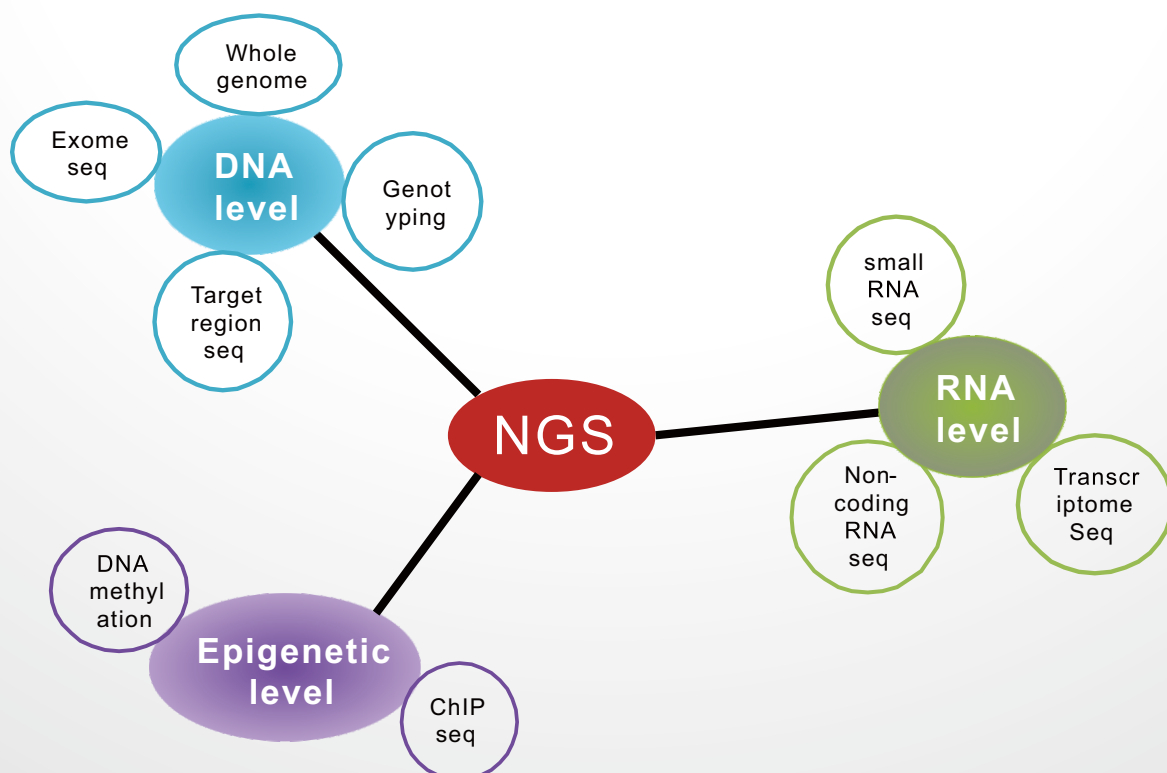 Whole
genome
Exome
seq
DNA
level
Genot
yping
Target
region
seq
small
RNA
seq
RNA
level
NGS
Non-
coding
RNA
seq
Transcr
iptome
Seq
DNA
methyl
ation
Epigenetic
level
ChIP
seq